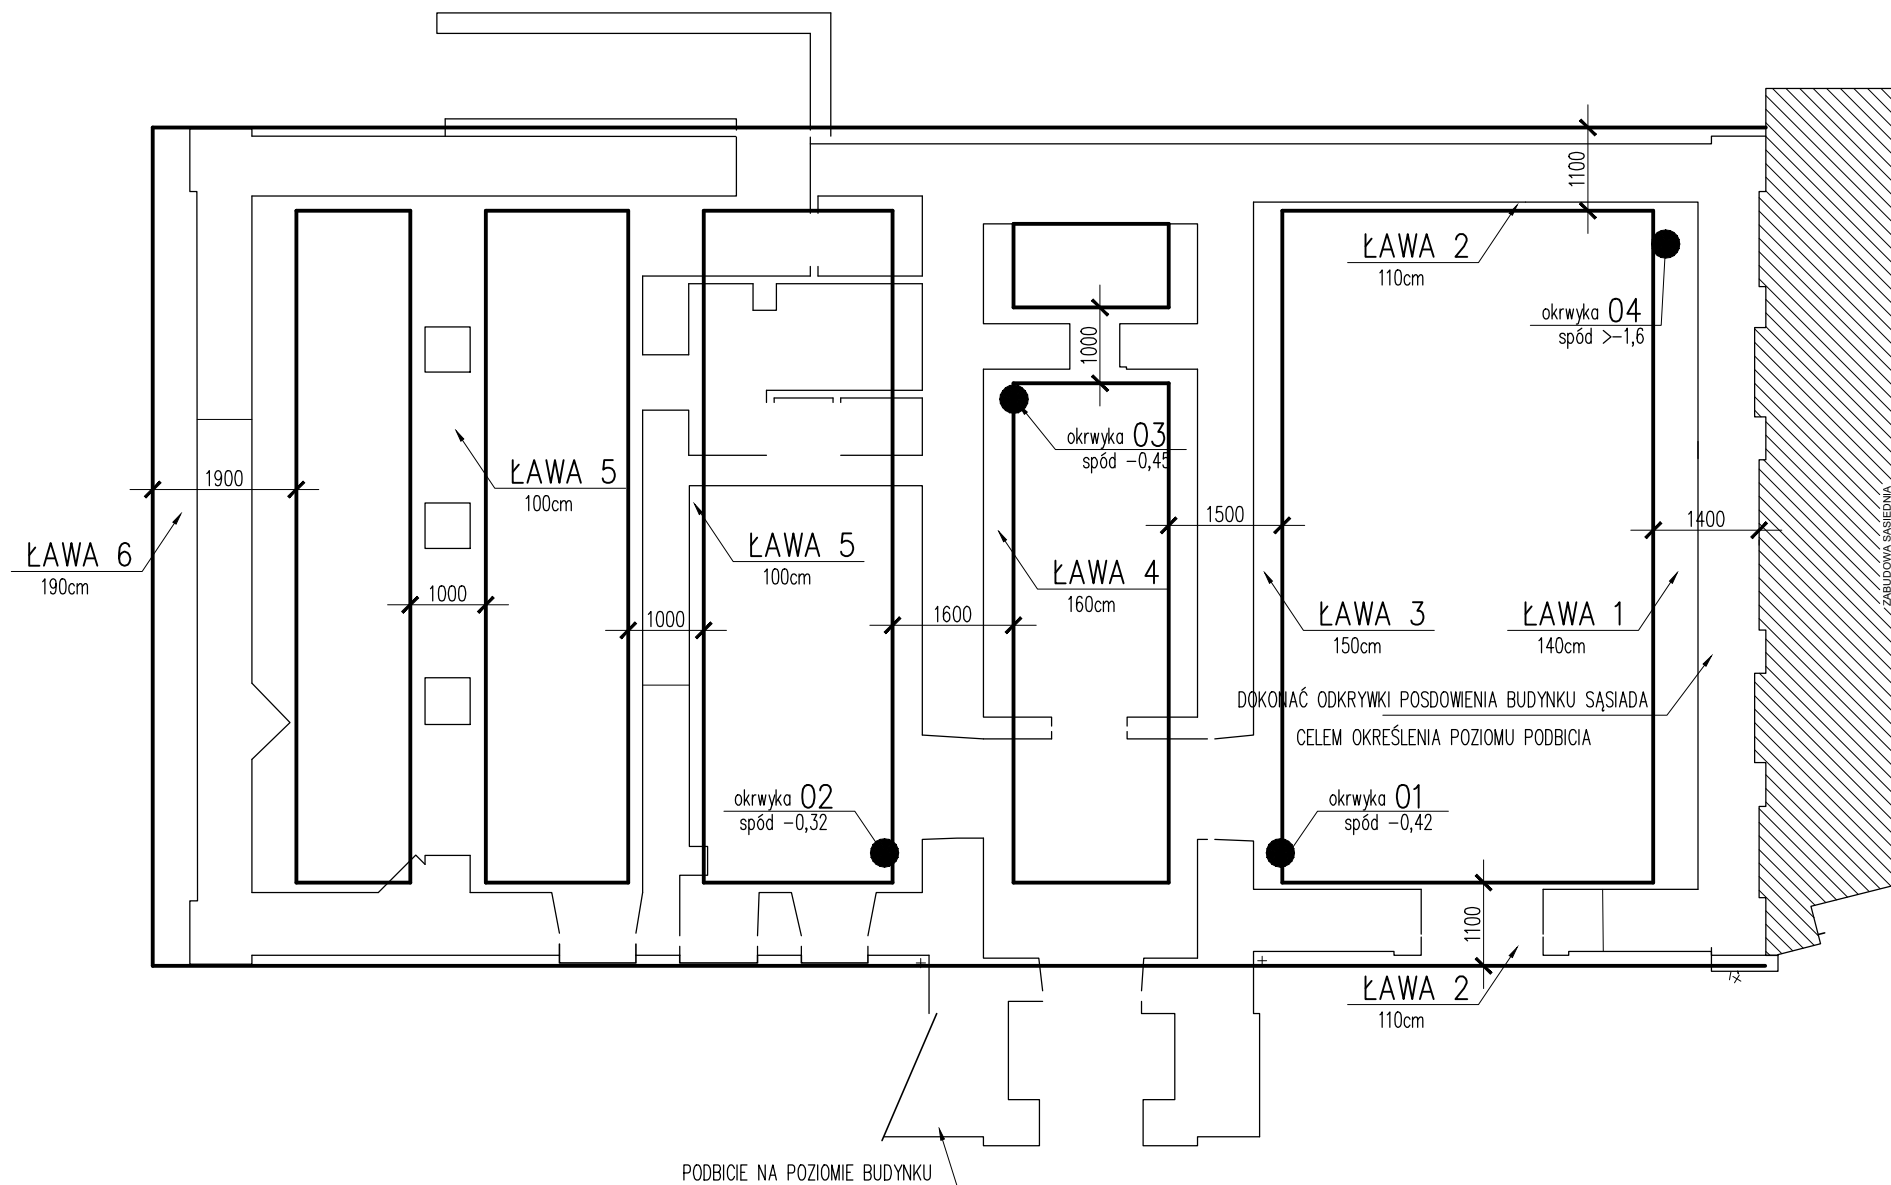 1100
ŁAWA 2
110cm
okrwyka 04
spód >-1,6
1000
okrwyka 03
spód -0,45
ŁAWA 5
100cm
1900
1500
1400
ZABUDOWA SASIEDNIA
ŁAWA 6
190cm
ŁAWA 5
100cm
ŁAWA 4
160cm
1000
1000
1600
ŁAWA 3
150cm
ŁAWA 1
140cm
DOKONAĆ ODKRYWKI POSDOWIENIA BUDYNKU SĄSIADA
CELEM OKREŚLENIA POZIOMU PODBICIA
okrwyka 02
spód -0,32
okrwyka 01
spód -0,42
1100
ŁAWA 2
110cm
PODBICIE NA POZIOMIE BUDYNKU